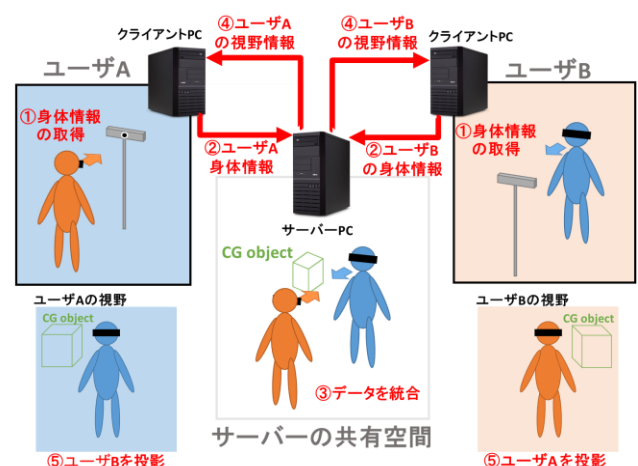 ④ユーザA
の視野情報
④ユーザB
の視野情報
クライアントPC
クライアントPC
ユーザA
ユーザB
①身体情報
の取得
②ユーザA
身体情報
②ユーザB
の身体情報
①身体情報
の取得
サーバーPC
CG object
③データを統合
サーバーの共有空間
ユーザAの視野
CG object
⑤ユーザBを投影
ユーザBの視野
CG object
⑤ユーザAを投影